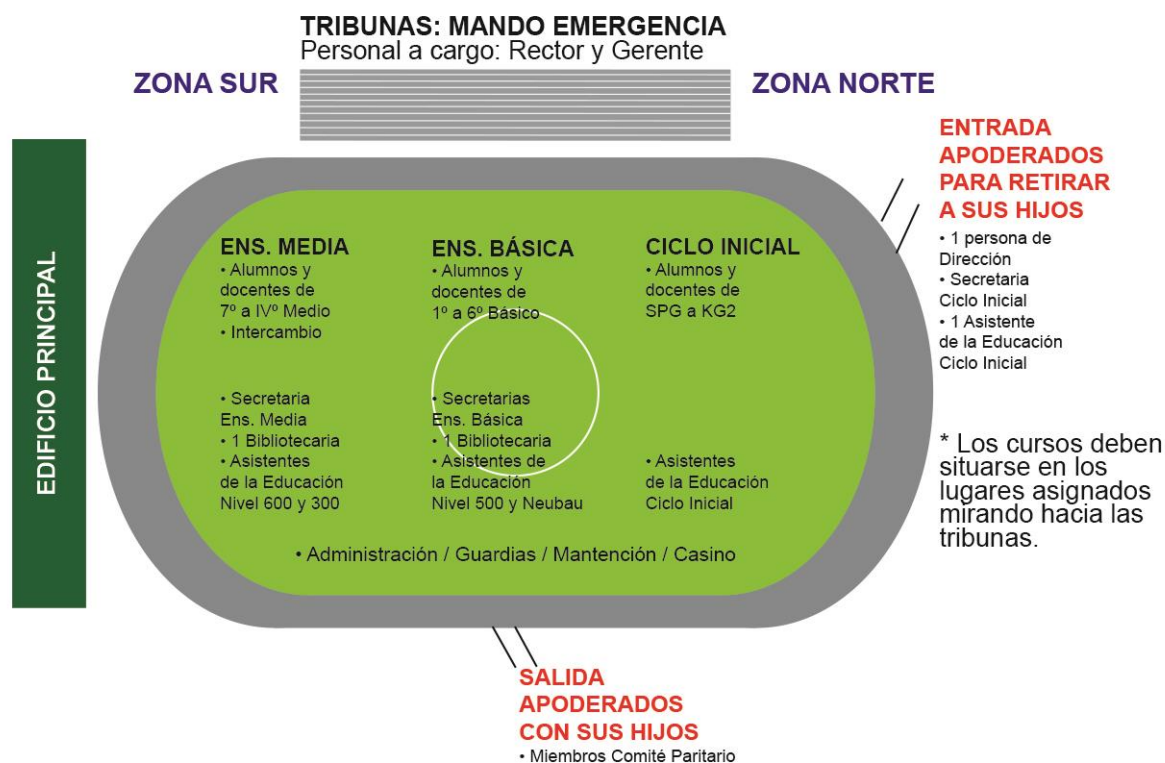 TRIBUNAS: MANDO EMERGENCIA
Personal a cargo: Rector y Gerente
ZONA SUR
ZONA NORTE
EDIFICIO PRINCIPAL
ENTRADA
APODERADOS
PARA RETIRAR
A SUS HIJOS
• 1 persona de
Dirección
• Secretaria
Ciclo Inicial
• 1 Asistente
de la Educación
Ciclo Inicial
ENS. MEDIA
• Alumnos y
docentes de
7º a IVº Medio
• Intercambio
• Secretaria
Ens. Media
• 1 Bibliotecaria
• Asistentes
de la Educación
Nivel 600 y 300
ENS. BÁSICA
• Alumnos y
docentes de
1º a 6º Básico
• Secretarias
Ens. Básica
• 1 Bibliotecaria
• Asistentes de
la Educación
Nivel 500 y Neubau
CICLO INICIAL
• Alumnos y
docentes de
SPG a KG2
• Asistentes
de la Educación
Ciclo Inicial
• Administración / Guardias / Mantención / Casino
* Los cursos deben
situarse en los
lugares asignados
mirando hacia las
tribunas.
SALIDA
APODERADOS
CON SUS HIJOS
• Miembros Comité Paritario